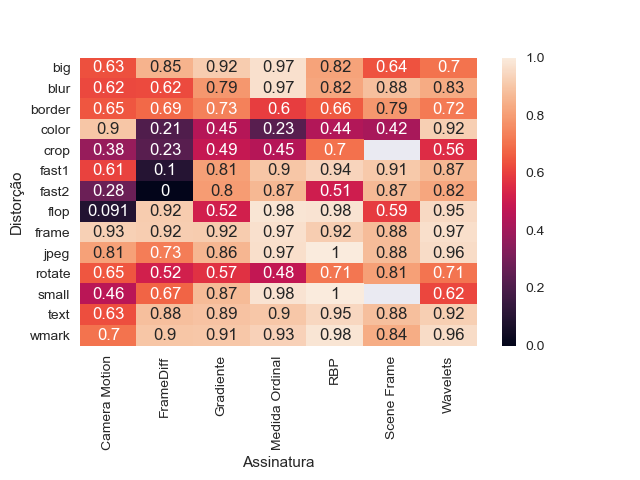 big 0.63 0.85 0.92 0.97 0.82 0.64 0.7
blur 0.62 0.62 0.79 0.97 0.82 0.88 0.83
border 0.65 0.69 0.73 0.6 0.66 0.79 0.72
color 0.9 0.21 0.45 0.23 0.44 0.42 0.92
crop 0.38 0.23 0.49 0.45 0.7 0.56
fast1 0.61 0.1 0.81 0.9 0.94 0.91 0.87
fast2 0.28 0 0.8 0.87 0.51 0.87 0.82
flop 0.091 0.92 0.52 0.98 0.98 0.59 0.95
frame 0.93 0.92 0.92 0.97 0.92 0.88 0.97
jpeg 0.81 0.73 0.86 0.97 1 0.88 0.96
rotate 0.65 0.52 0.57 0.48 0.71 0.81 0.71
small 0.46 0.67 0.87 0.98 1 0.62
text 0.63 0.88 0.89 0.9 0.95 0.88 0.92
wmark 0.7 0.9 0.91 0.93 0.98 0.84 0.96
Distorção
Camera Motion
FrameDiff
Gradiente
Medida Ordinal
RBP
Scene Frame
Wavelets
Assinatura
1.0
0.8
0.6
0.4
0.2
0.0